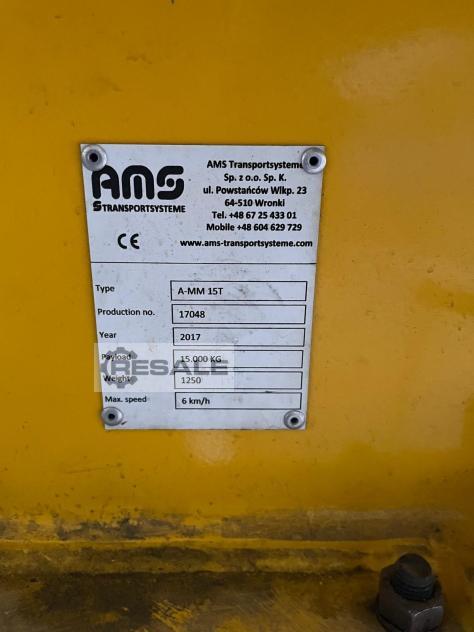 AMS
STRANSPORTSYSTEME
CE
AMS Transportsysteme
Sp. z o.o. Sp. K.
ul. Powstańców Wlkp. 23
64-510 Wronki
Tel. +48 67 25 433 01
Mobile +48 604 629 729
www.ams-transportsysteme.com
Type A-MM 15T
Production no. 17048
Year 2017
Payload 15.000 KG
Weight 1250
Max. speed 6 km/h
RESALE